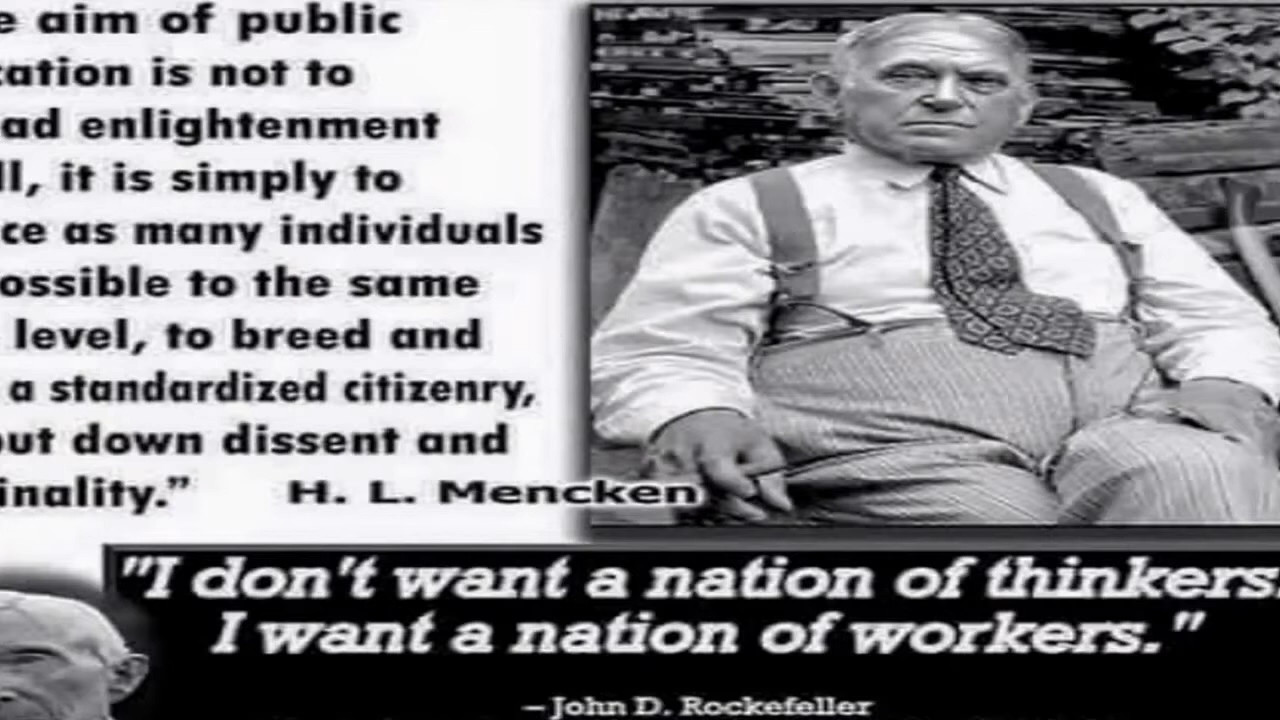 e aim of public
cation is not to
ad enlightenment
ll, it is simply to
ce as many individuals
ossible to the same
level, to breed and
a standardized citizenry,
out down dissent and
inality.” H. L. Mencken
"I don't want a nation of thinkers.
I want a nation of workers."
– John D. Rockefeller